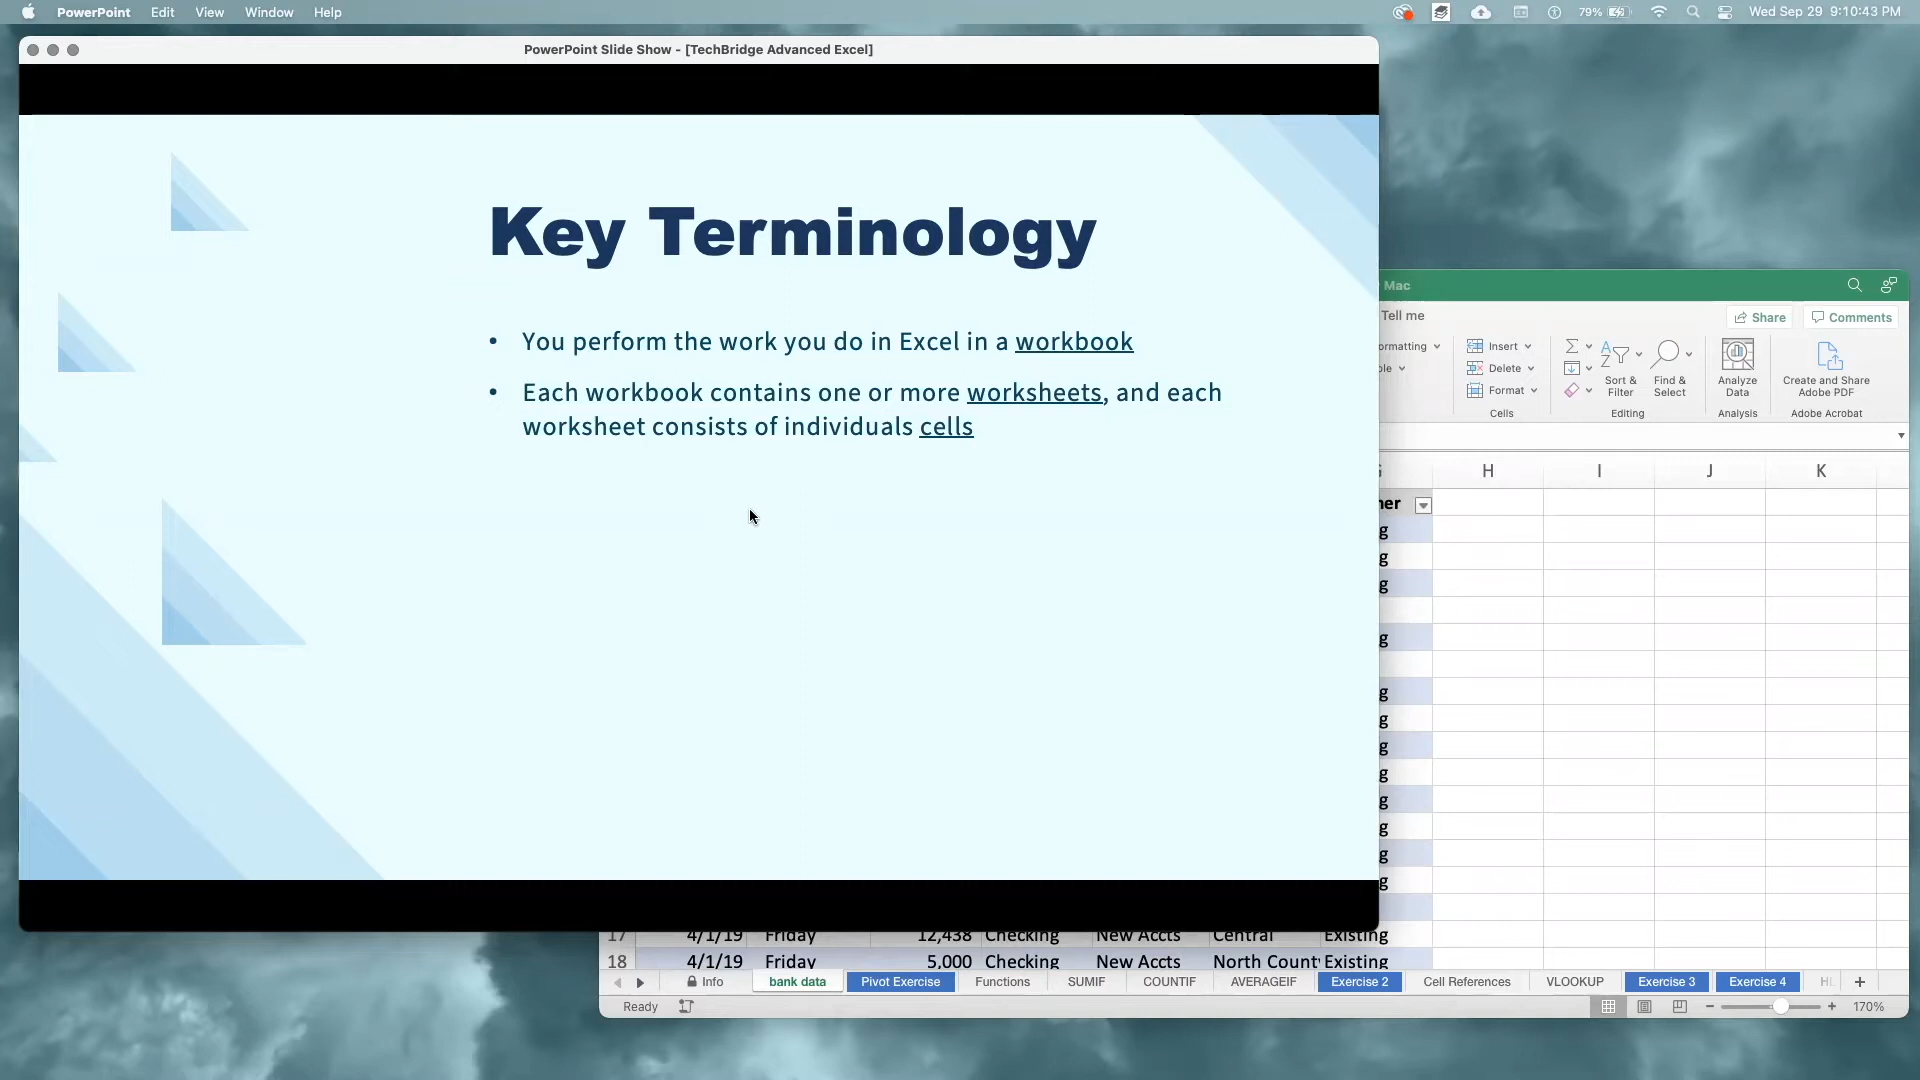 PowerPoint Edit View Window Help
79% Wed Sep 29 9:10:43 PM
PowerPoint Slide Show - [TechBridge Advanced Excel]
Key Terminology
• You perform the work you do in Excel in a workbook
• Each workbook contains one or more worksheets, and each
worksheet consists of individuals cells
Mac
Tell me Share Comments
Insert
Delete
Format
Cells
Sort &
Filter
Find &
Select
Editing
Analyze
Data
Analysis
Create and Share
Adobe PDF
Adobe Acrobat
H I J K
17 4/1/19 Friday 12,438 Checking New Accts Central Existing
18 4/1/19 Friday 5,000 Checking New Accts North Count Existing
Info bank data Pivot Exercise Functions SUMIF COUNTIF AVERAGEIF Exercise 2 Cell References VLOOKUP Exercise 3 Exercise 4
Ready 170%